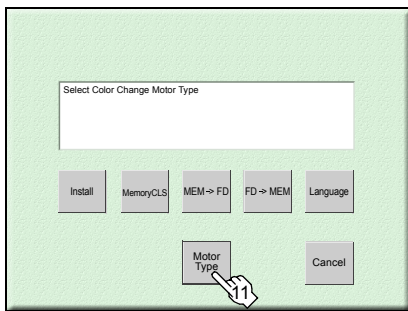 Select Color Change Motor Type
Install MemoryCLS MEM -> FD FD -> MEM Language
Motor
Type
Cancel
11